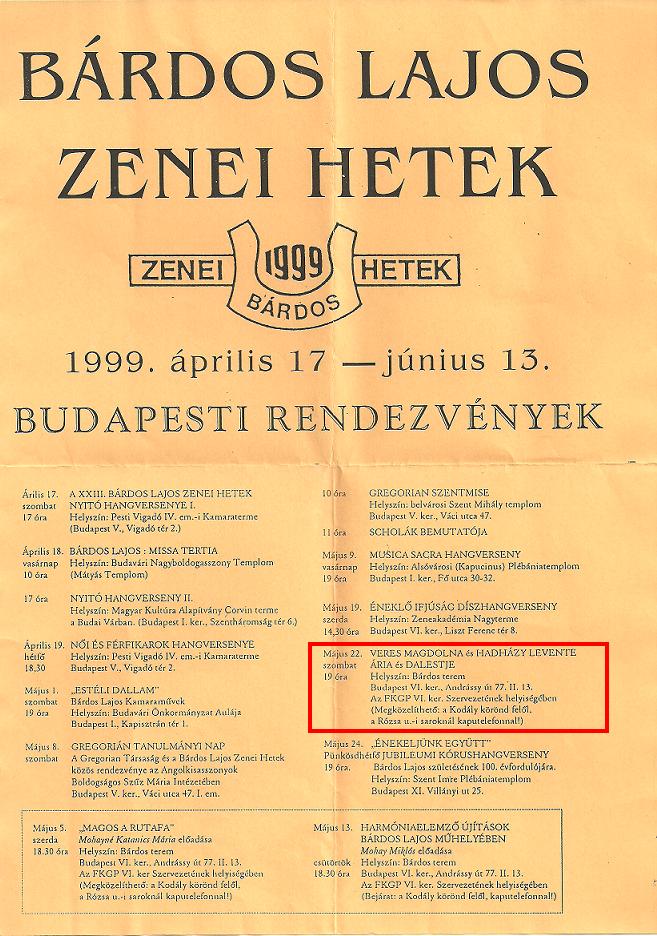 BÁRDOS LAJOS
ZENEI HETEK
ZENEI 1999 HETEK
BÁRDOS
1999. április 17 — június 13.
BUDAPESTI RENDEZVÉNYEK
Árilis 17. A XXIII. BÁRDOS LAJOS ZENEI HETEK
szombat NYITÓ HANGVERSENYE I.
17 óra Helyszín: Pesti Vigadó IV. em.-i Kamaraterme
(Budapest V., Vigadó tér 2.)
Április 18. BÁRDOS LAJOS : MISSA TERTIA
vasárnap Helyszín: Budavári Nagyboldogasszony Templom
10 óra (Mátyás Templom)
17 óra NYITÓ HANGVERSENY II.
Helyszín: Magyar Kultúra Alapítvány Corvin terme
a Budai Várban. (Budapest I. ker., Szentháromság tér 6.)
Április 19. NŐI ÉS FÉRFIKAROK HANGVERSENYE
hétfő Helyszín: Pesti Vigadó IV. em.-i Kamaraterme
18.30 Budapest V., Vigadó tér 2.
Május 1. „ESTÉLI DALLAM"
szombat Bárdos Lajos Kamaraművek
19 óra Helyszín: Budavári Önkormányzat Aulája
Budapest I., Kapisztrán tér 1.
Május 8. GREGORIÁN TANULMÁNYI NAP
szombat A Gregorian Társaság és a Bárdos Lajos Zenei Hetek
közös rendezvénye az Angolkisasszonyok
Boldogságos Szűz Mária Intézetében
Budapest V. ker., Váci utca 47. I. em.
10 óra GREGORIAN SZENTMISE
Helyszín: belvárosi Szent Mihály templom
Budapest V. ker., Váci utca 47.
11 óra SCHOLÁK BEMUTATÓJA
Május 9. MUSICA SACRA HANGVERSENY
vasárnap Helyszín: Alsóvárosi (Kapucinus) Plébániatemplom
19 óra Budapest I. ker., Fő utca 30-32.
Május 19. ÉNEKLŐ IFJÚSÁG DÍSZHANGVERSENY
szerda Helyszín: Zeneakadémia Nagyterme
14,30 óra Budapest VI. ker., Liszt Ferenc tér 8.
Május 22. VERES MAGDOLNA és HADHÁZY LEVENTE
szombat ÁRIA és DALESTJE
19 óra Helyszín: Bárdos terem
Budapest VI. ker., Andrássy út 77. II. 13.
Az FKGP VI. ker. Szervezetének helyiségében
(Megközelíthető: a Kodály körönd felől,
a Rózsa u.-i saroknál kaputelefonnal!)
Május 24. „ÉNEKELJÜNK EGYÜTT"
Pünkösdhétfő JUBILEUMI KÓRUSHANGVERSENY
19 óra. Bárdos Lajos születésének 100. évfordulójára.
Helyszín: Szent Imre Plébániatemplom
Budapest XI. Villányi út 25.
Május 5. „MAGOS A RUTAFA"
szerda Mohayné Katanics Mária előadása
18.30 óra Helyszín: Bárdos terem
Budapest VI. ker., Andrássy út 77. II. 13.
Az FKGP VI. ker Szervezetének helyiségében
(Megközelíthető: a Kodály körönd felől,
a Rózsa u.-i saroknál kaputelefonnal!)
Május 13. HARMÓNIAELEMZŐ ÚJÍTÁSOK
BÁRDOS LAJOS MŰHELYÉBEN
Mohay Miklós előadása
csütörtök Helyszín: Bárdos terem
18.30 óra Budapest VI. ker., Andrássy út 77. II. 13.
Az FKGP VI. ker. Szervezetének helyiségében
(Bejárat: a Kodály körönd felől,
a Rózsa u.-i saroknál kaputelefonnal!)